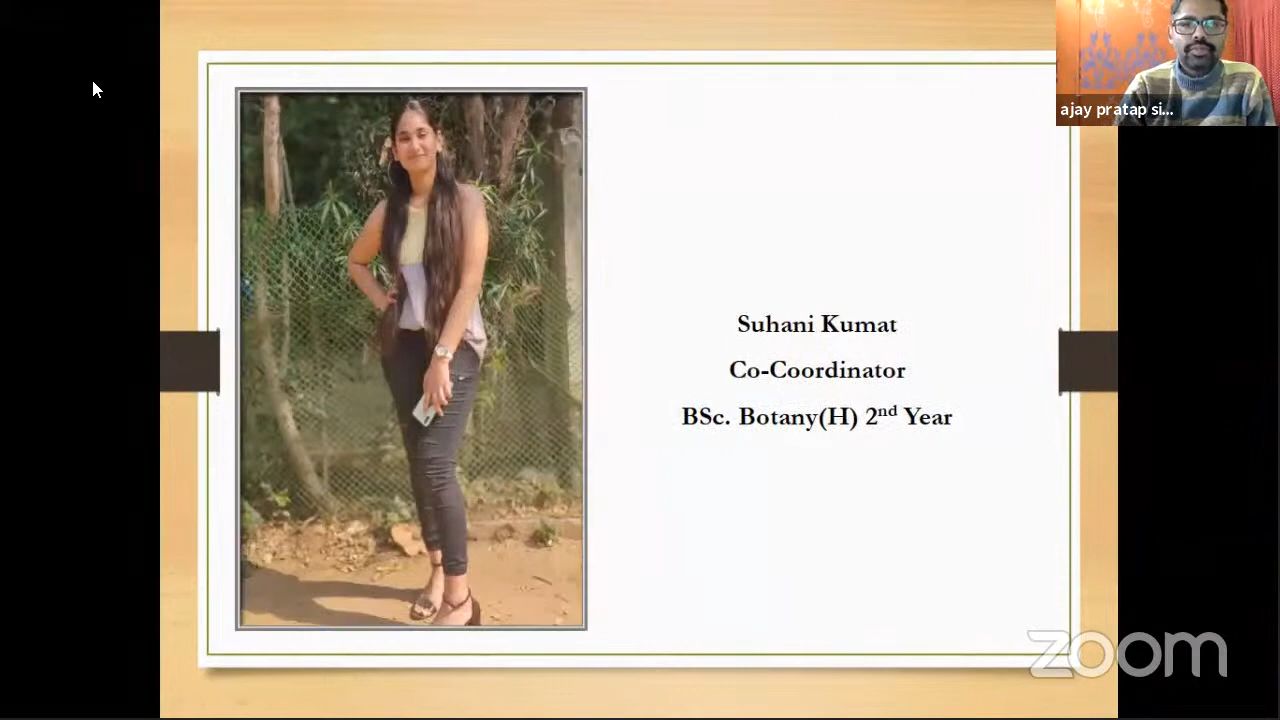 ajay pratap si...
Suhani Kumat
Co-Coordinator
BSc. Botany(H) 2nd Year
zoom